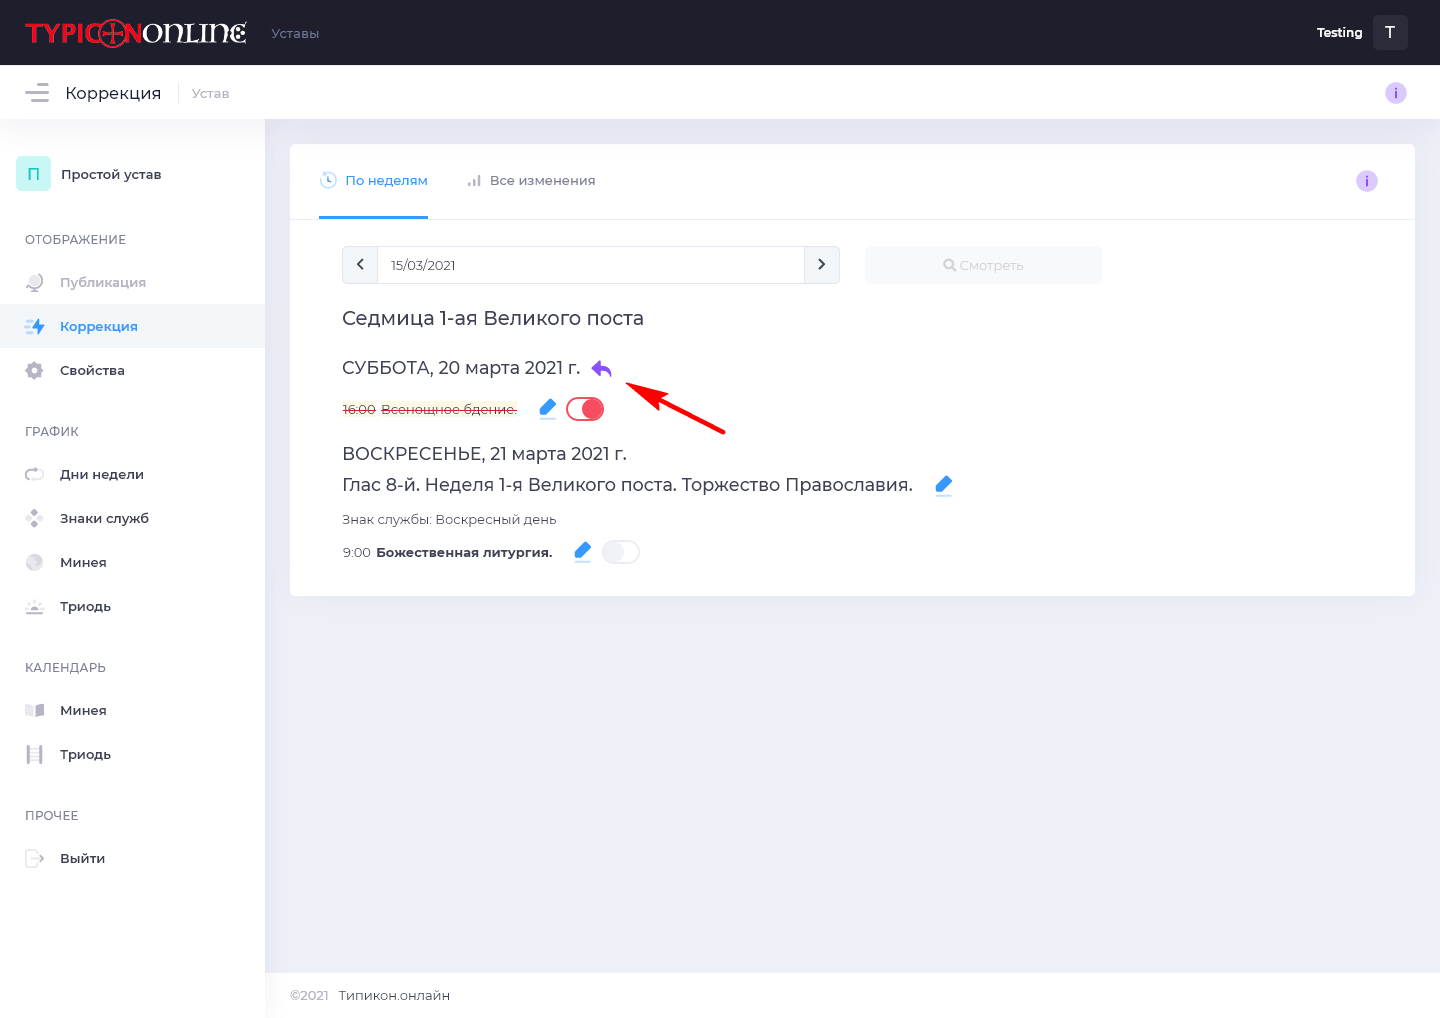 TYPICON ONLINE
Уставы
Testing
T
Коррекция
Устав
i
П
Простой устав
ОТОБРАЖЕНИЕ
Публикация
Коррекция
Свойства
ГРАФИК
Дни недели
Знаки служб
Минея
Триодь
КАЛЕНДАРЬ
Минея
Триодь
ПРОЧЕЕ
Выйти
По неделям
Все изменения
i
15/03/2021
Смотреть
Седмица 1-ая Великого поста
СУББОТА, 20 марта 2021 г.
16:00 Всенощное бдение.
ВОСКРЕСЕНЬЕ, 21 марта 2021 г.
Глас 8-й. Неделя 1-я Великого поста. Торжество Православия.
Знак службы: Воскресный день
9:00 Божественная литургия.
©2021 Типикон.онлайн